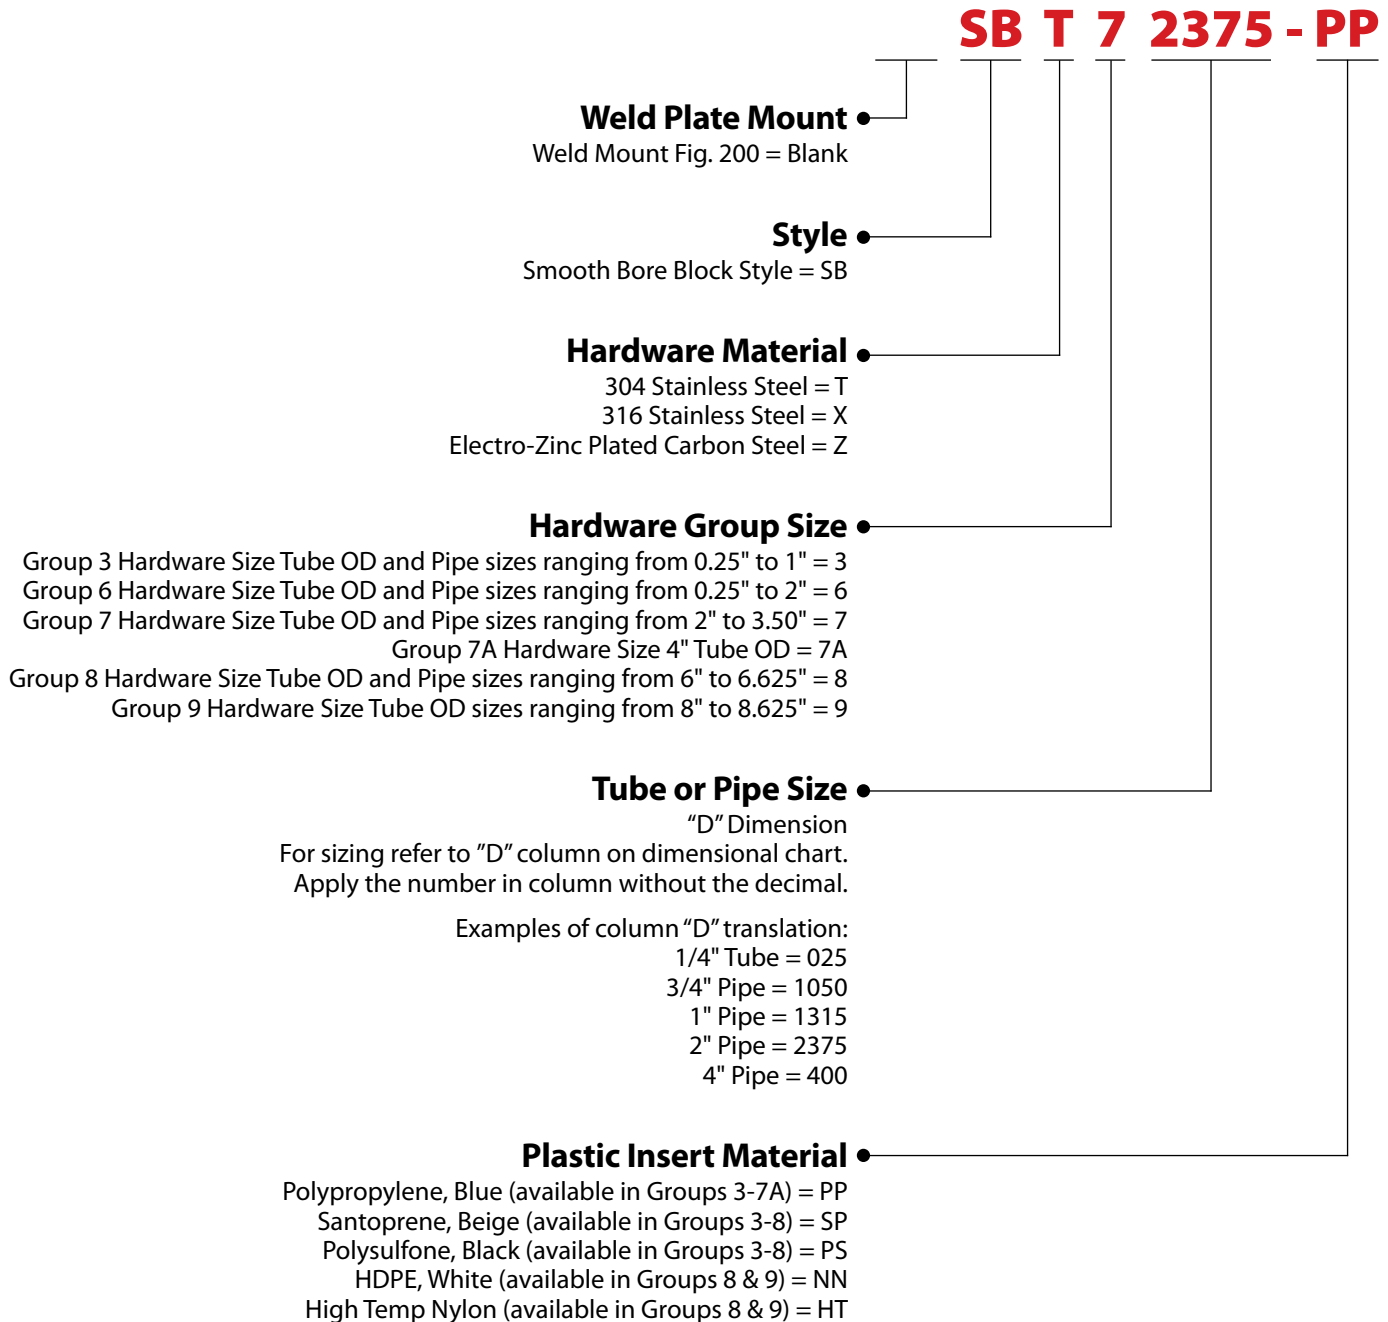 SB T 7 2375 - PP
Weld Plate Mount
Weld Mount Fig. 200 = Blank
Style
Smooth Bore Block Style = SB
Hardware Material
304 Stainless Steel = T
316 Stainless Steel = X
Electro-Zinc Plated Carbon Steel = Z
Hardware Group Size
Group 3 Hardware Size Tube OD and Pipe sizes ranging from 0.25" to 1" = 3
Group 6 Hardware Size Tube OD and Pipe sizes ranging from 0.25" to 2" = 6
Group 7 Hardware Size Tube OD and Pipe sizes ranging from 2" to 3.50" = 7
Group 7A Hardware Size 4" Tube OD = 7A
Group 8 Hardware Size Tube OD and Pipe sizes ranging from 6" to 6.625" = 8
Group 9 Hardware Size Tube OD sizes ranging from 8" to 8.625" = 9
Tube or Pipe Size
“D” Dimension
For sizing refer to ”D” column on dimensional chart.
Apply the number in column without the decimal.
Examples of column “D” translation:
1/4" Tube = 025
3/4" Pipe = 1050
1" Pipe = 1315
2" Pipe = 2375
4" Pipe = 400
Plastic Insert Material
Polypropylene, Blue (available in Groups 3-7A) = PP
Santoprene, Beige (available in Groups 3-8) = SP
Polysulfone, Black (available in Groups 3-8) = PS
HDPE, White (available in Groups 8 & 9) = NN
High Temp Nylon (available in Groups 8 & 9) = HT